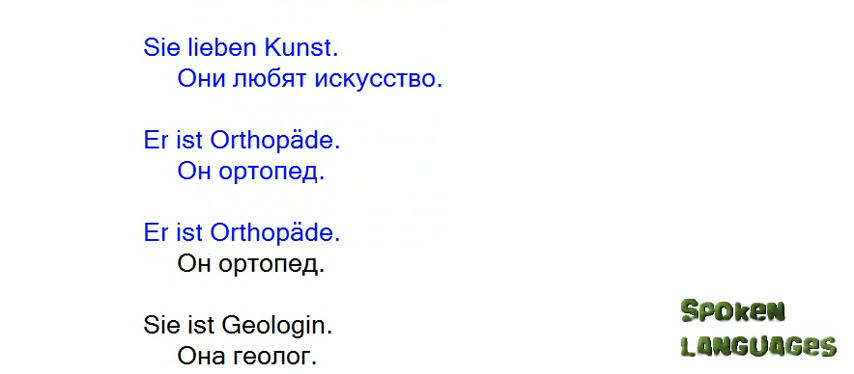 Sie lieben Kunst.
Они любят искусство.
Er ist Orthopäde.
Он ортопед.
Er ist Orthopäde.
Он ортопед.
Sie ist Geologin.
Она геолог.
SPOKEN
LANGUAGES